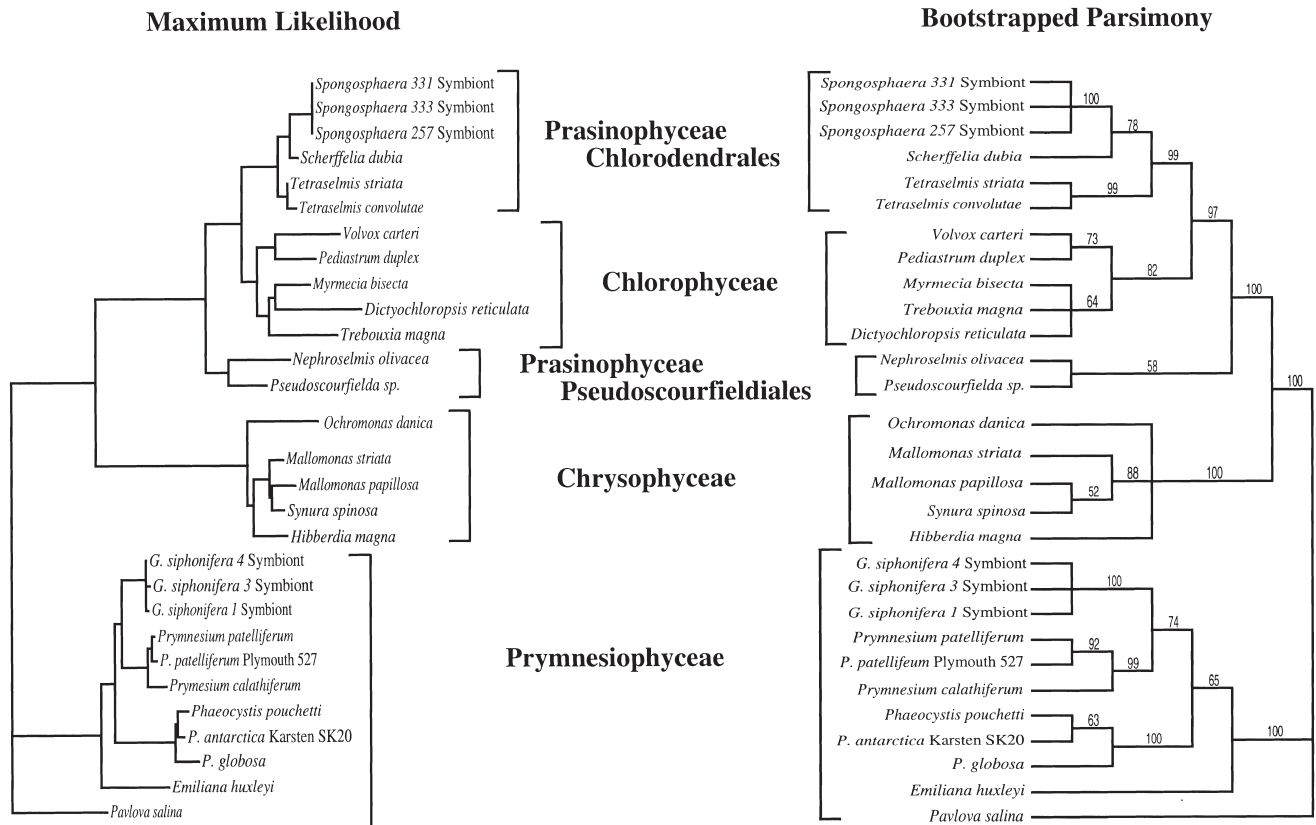 Maximum Likelihood
Spongosphaera 331 Symbiont
Spongosphaera 333 Symbiont
Spongosphaera 257 Symbiont
Scherffelia dubia
Tetraselmis striata
Tetraselmis convolutae
Volvox carteri
Pediastrum duplex
Myrmecia bisecta
Dictyochloropsis reticulata
Trebouxia magna
Nephroselmis olivacea
Pseudoscourfielda sp.
Ochromonas danica
Mallomonas striata
Mallomonas papillosa
Synura spinosa
Hibberdia magna
G. siphonifera 4 Symbiont
G. siphonifera 3 Symbiont
G. siphonifera 1 Symbiont
Prymnesium patelliferum
P. patelliferum Plymouth 527
Prymesium calathiferum
Phaeocystis pouchetti
P. antarctica Karsten SK20
P. globosa
Emiliana huxleyi
Pavlova salina
Prasinophyceae
Chlorodendrales
Chlorophyceae
Prasinophyceae
Pseudoscourfieldiales
Chrysophyceae
Prymnesiophyceae
Bootstrapped Parsimony
Spongosphaera 331 Symbiont
Spongosphaera 333 Symbiont
Spongosphaera 257 Symbiont
Scherffelia dubia
Tetraselmis striata
Tetraselmis convolutae
Volvox carteri
Pediastrum duplex
Myrmecia bisecta
Trebouxia magna
Dictyochloropsis reticulata
Nephroselmis olivacea
Pseudoscourfielda sp.
Ochromonas danica
Mallomonas striata
Mallomonas papillosa
Synura spinosa
Hibberdia magna
G. siphonifera 4 Symbiont
G. siphonifera 3 Symbiont
G. siphonifera 1 Symbiont
Prymnesium patelliferum
P. patellifeum Plymouth 527
Prymnesium calathiferum
Phaeocystis pouchetti
P. antarctica Karsten SK20
P. globosa
Emiliana huxleyi
Pavlova salina
100
78
99
99
97
73
82
64
100
58
100
88
100
52
100
74
92
99
65
63
100
100